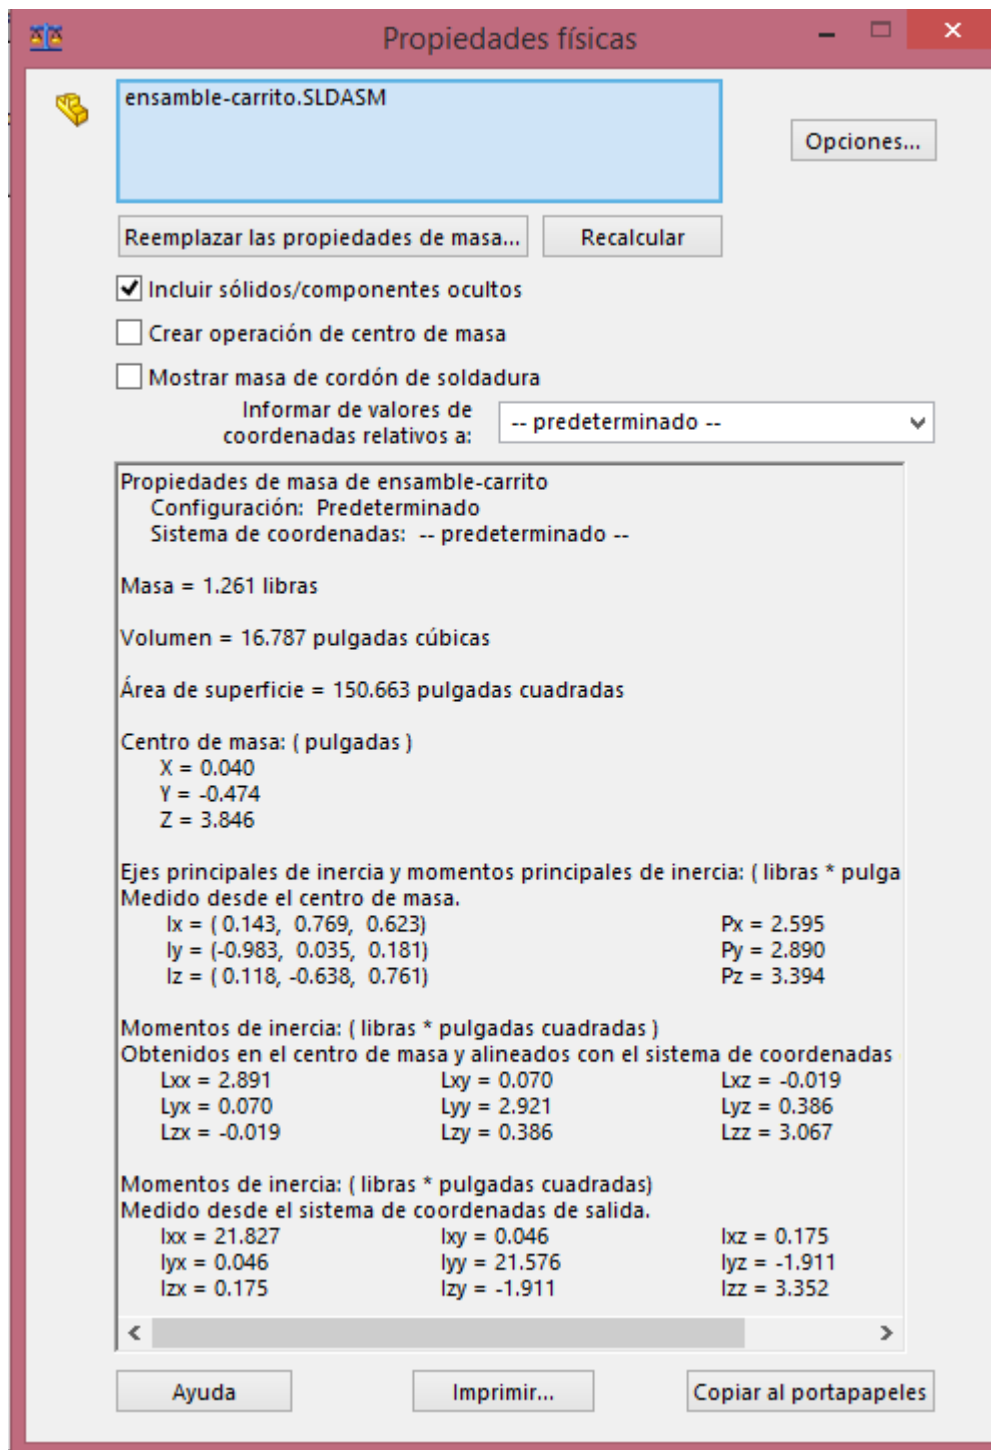 Propiedades físicas
ensamble-carrito.SLDASM
Opciones...
Reemplazar las propiedades de masa...
Recalcular
Incluir sólidos/componentes ocultos
Crear operación de centro de masa
Mostrar masa de cordón de soldadura
Informar de valores de
coordenadas relativos a:
-- predeterminado --
Propiedades de masa de ensamble-carrito
Configuración: Predeterminado
Sistema de coordenadas: -- predeterminado --
Masa = 1.261 libras
Volumen = 16.787 pulgadas cúbicas
Área de superficie = 150.663 pulgadas cuadradas
Centro de masa: ( pulgadas )
X = 0.040
Y = -0.474
Z = 3.846
Ejes principales de inercia y momentos principales de inercia: ( libras * pulga
Medido desde el centro de masa.
Ix = ( 0.143, 0.769, 0.623) Px = 2.595
Iy = (-0.983, 0.035, 0.181) Py = 2.890
Iz = ( 0.118, -0.638, 0.761) Pz = 3.394
Momentos de inercia: ( libras * pulgadas cuadradas )
Obtenidos en el centro de masa y alineados con el sistema de coordenadas
Lxx = 2.891 Lxy = 0.070 Lxz = -0.019
Lyx = 0.070 Lyy = 2.921 Lyz = 0.386
Lzx = -0.019 Lzy = 0.386 Lzz = 3.067
Momentos de inercia: ( libras * pulgadas cuadradas)
Medido desde el sistema de coordenadas de salida.
Ixx = 21.827 Ixy = 0.046 Ixz = 0.175
Iyx = 0.046 Iyy = 21.576 Iyz = -1.911
Izx = 0.175 Izy = -1.911 Izz = 3.352
Ayuda
Imprimir...
Copiar al portapapeles